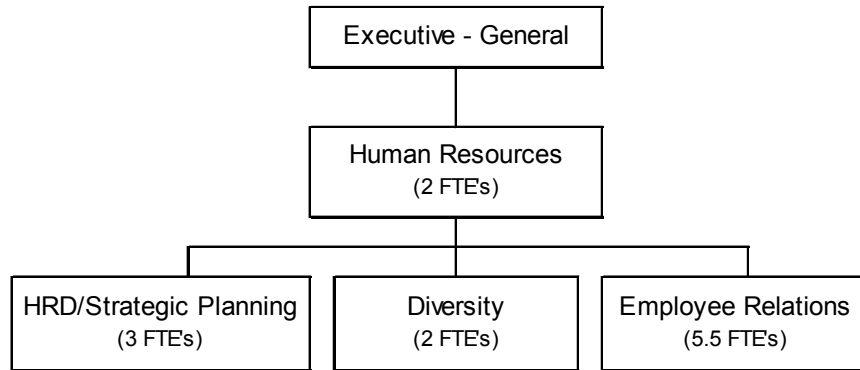 Executive - General
Human Resources
(2 FTE's)
HRD/Strategic Planning
(3 FTE's)
Diversity
(2 FTE's)
Employee Relations
(5.5 FTE's)